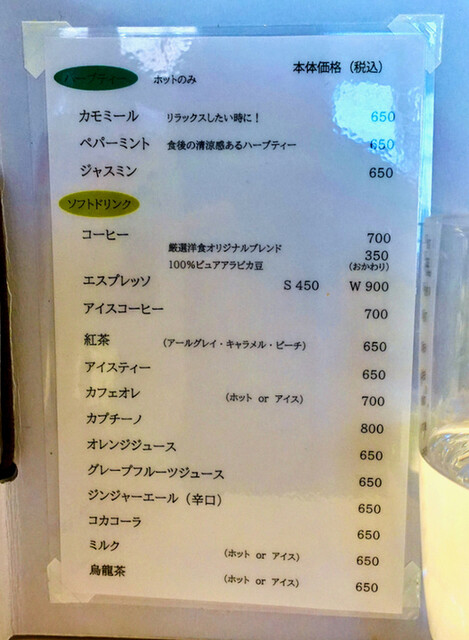 本体価格（税込）
ハーブティー ホットのみ
カモミール リラックスしたい時に！ 650
ペパーミント 食後の清涼感あるハーブティー 650
ジャスミン 650
ソフトドリンク
コーヒー 700
厳選洋食オリジナルブレンド 350
100%ピュアアラビカ豆 （おかわり）
エスプレッソ S 450 W 900
アイスコーヒー 700
紅茶 （アールグレイ・キャラメル・ピーチ） 650
アイスティー 650
カフェオレ （ホット or アイス） 700
カプチーノ 800
オレンジジュース 650
グレープフルーツジュース 650
ジンジャーエール（辛口） 650
コカコーラ 650
ミルク （ホット or アイス） 650
烏龍茶 （ホット or アイス） 650